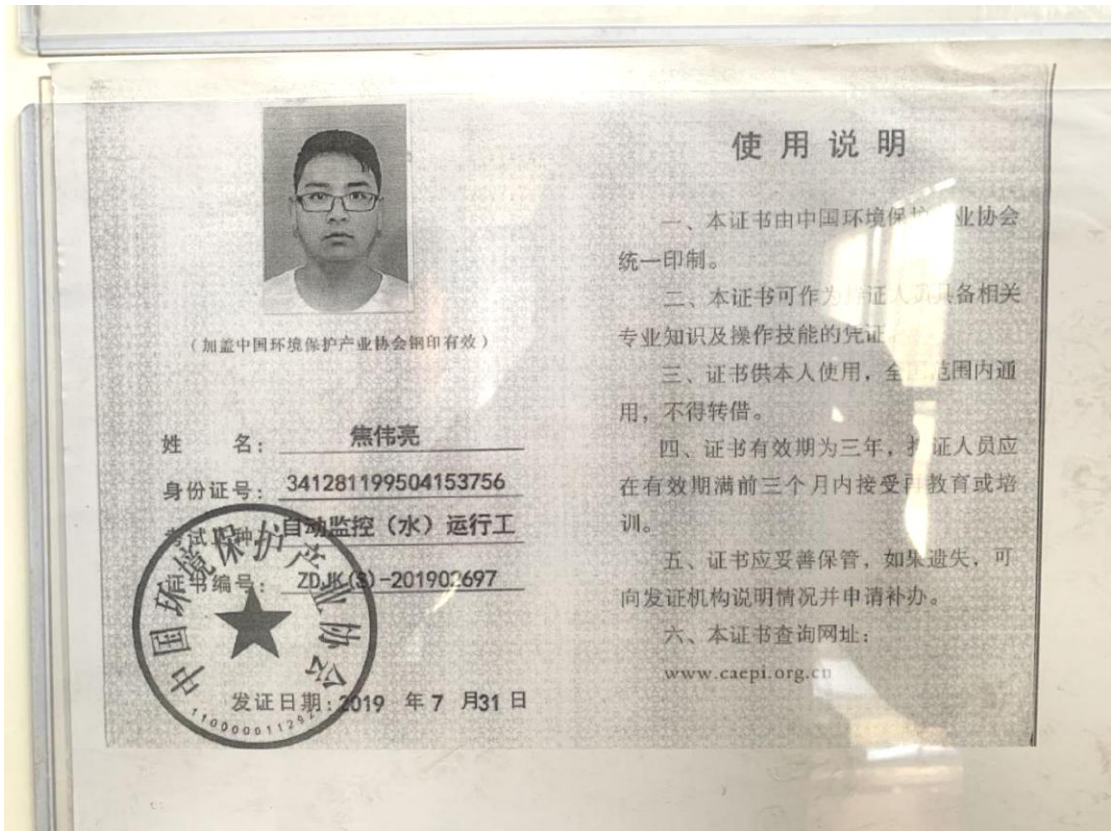 (加盖中国环境保护产业协会钢印有效)
姓 名: 焦伟亮
身份证号: 341281199504153756
考试 种: 自动监控(水)运行工
证书编号: ZDJK(S)-201902697
中国环境保护产业协会
发证日期: 2019 年 7 月31 日
使用说明
一、本证书由中国环境保 业协会
统一印制。
二、本证书可作为持证人员具备相关
专业知识及操作技能的凭证
三、证书供本人使用,全 范围内通
用,不得转借。
四、证书有效期为三年,持证人员应
在有效期满前三个月内接受再教育或培
训。
五、证书应妥善保管,如果遗失,可
向发证机构说明情况并申请补办。
六、本证书查询网址:
www.caepi.org.cn